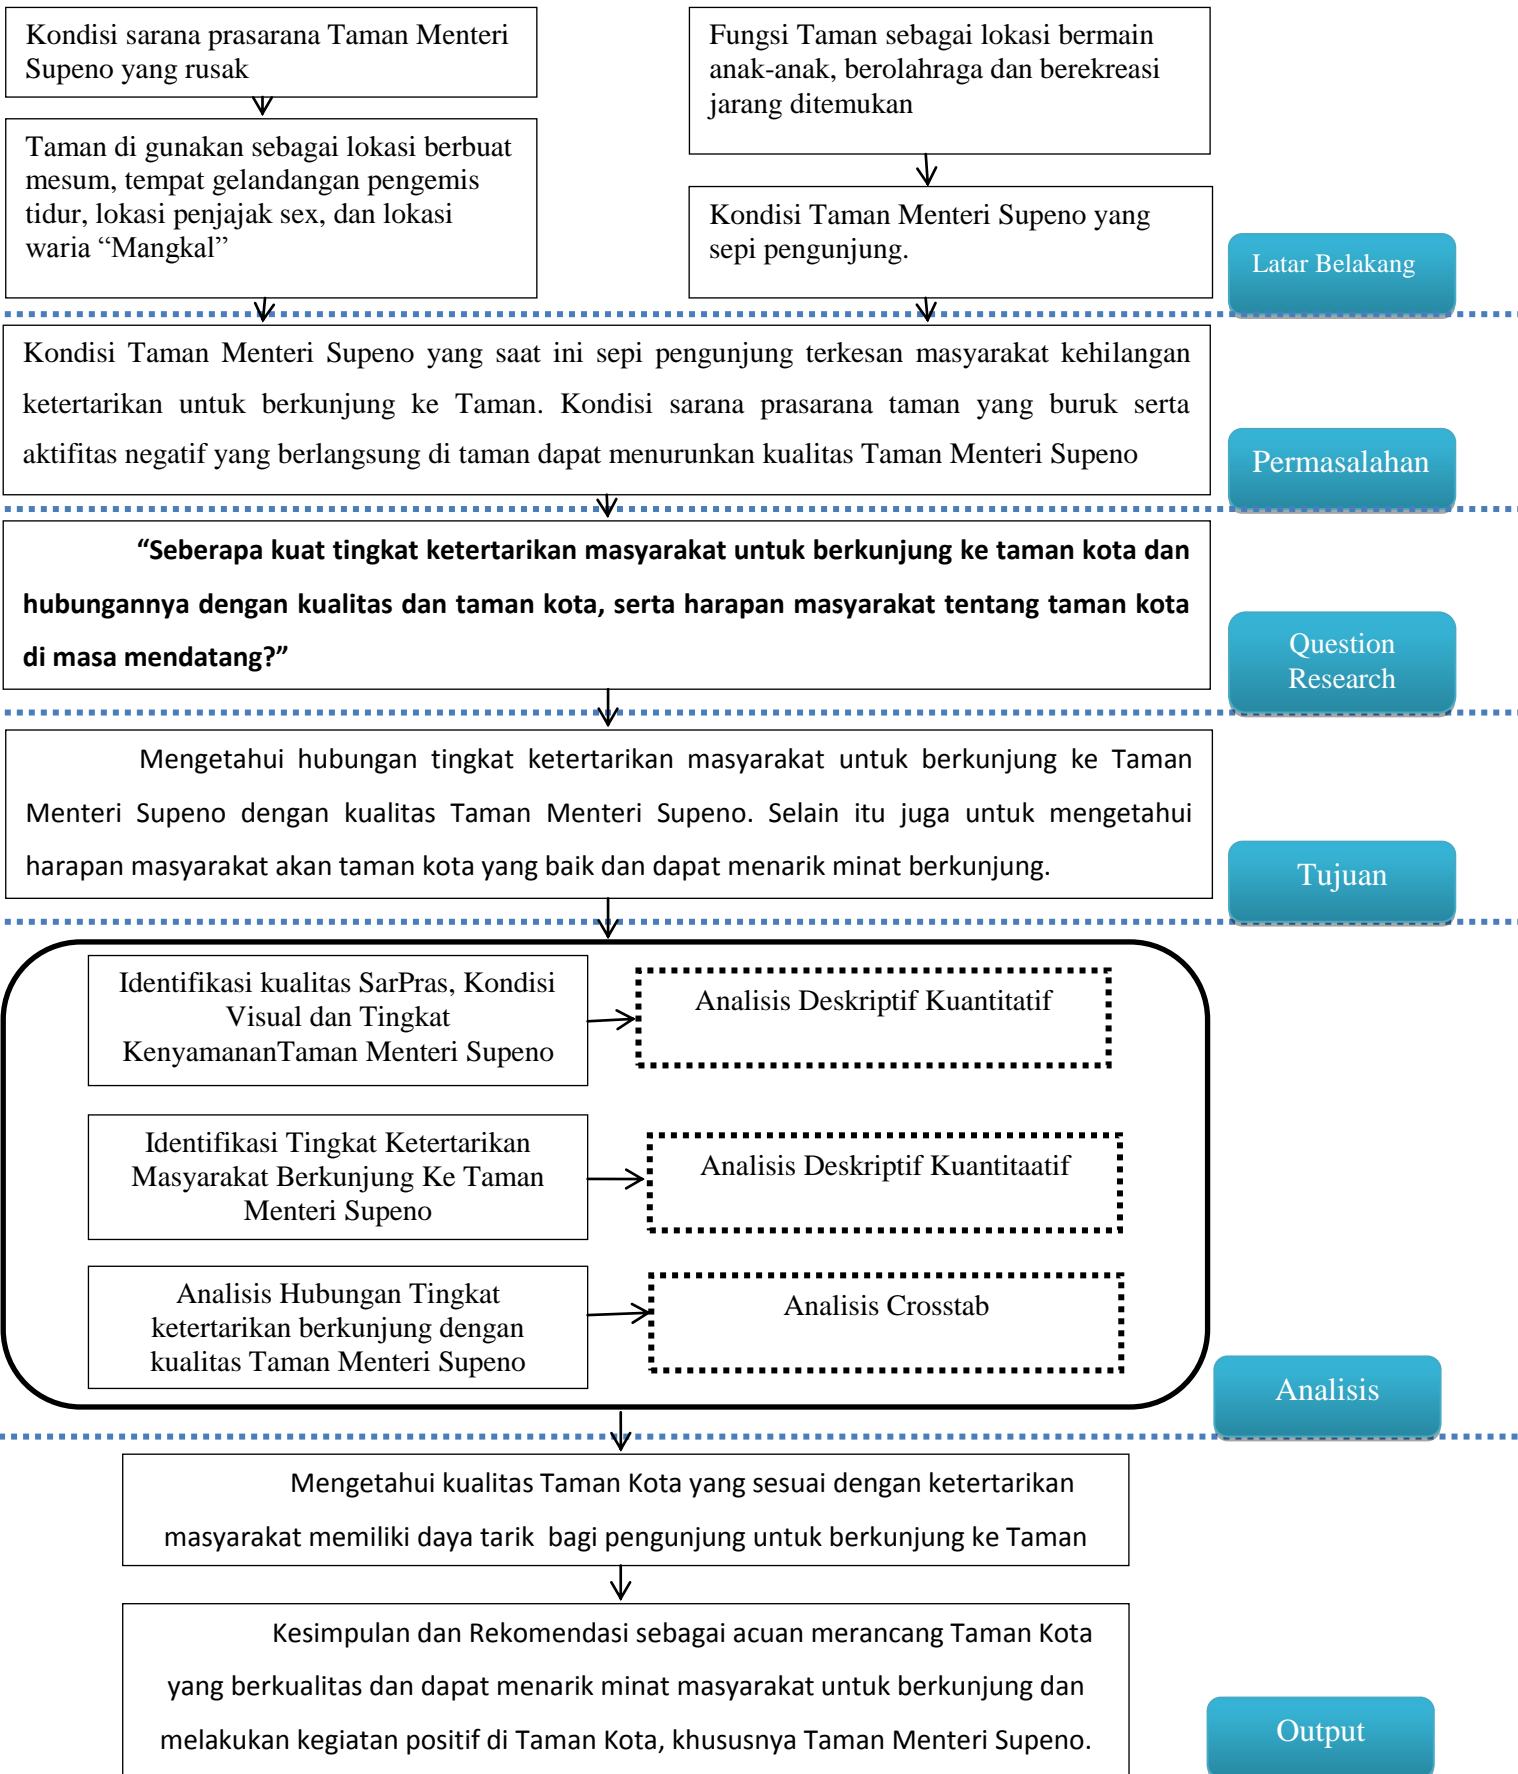 Kondisi sarana prasarana Taman Menteri
Supeno yang rusak
Taman di gunakan sebagai lokasi berbuat
mesum, tempat gelandangan pengemis
tidur, lokasi penjajak sex, dan lokasi
waria “Mangkal”
Fungsi Taman sebagai lokasi bermain
anak-anak, berolahraga dan berekreasi
jarang ditemukan
Kondisi Taman Menteri Supeno yang
sepi pengunjung.
Latar Belakang
Kondisi Taman Menteri Supeno yang saat ini sepi pengunjung terkesan masyarakat kehilangan
ketertarikan untuk berkunjung ke Taman. Kondisi sarana prasarana taman yang buruk serta
aktifitas negatif yang berlangsung di taman dapat menurunkan kualitas Taman Menteri Supeno
Permasalahan
“Seberapa kuat tingkat ketertarikan masyarakat untuk berkunjung ke taman kota dan
hubungannya dengan kualitas dan taman kota, serta harapan masyarakat tentang taman kota
di masa mendatang?”
Question
Research
Mengetahui hubungan tingkat ketertarikan masyarakat untuk berkunjung ke Taman
Menteri Supeno dengan kualitas Taman Menteri Supeno. Selain itu juga untuk mengetahui
harapan masyarakat akan taman kota yang baik dan dapat menarik minat berkunjung.
Tujuan
Identifikasi kualitas SarPras, Kondisi
Visual dan Tingkat
KenyamananTaman Menteri Supeno
Analisis Deskriptif Kuantitatif
Identifikasi Tingkat Ketertarikan
Masyarakat Berkunjung Ke Taman
Menteri Supeno
Analisis Deskriptif Kuantitaatif
Analisis Hubungan Tingkat
ketertarikan berkunjung dengan
kualitas Taman Menteri Supeno
Analisis Crosstab
Analisis
Mengetahui kualitas Taman Kota yang sesuai dengan ketertarikan
masyarakat memiliki daya tarik  bagi pengunjung untuk berkunjung ke Taman
Kesimpulan dan Rekomendasi sebagai acuan merancang Taman Kota
yang berkualitas dan dapat menarik minat masyarakat untuk berkunjung dan
melakukan kegiatan positif di Taman Kota, khususnya Taman Menteri Supeno.
Output